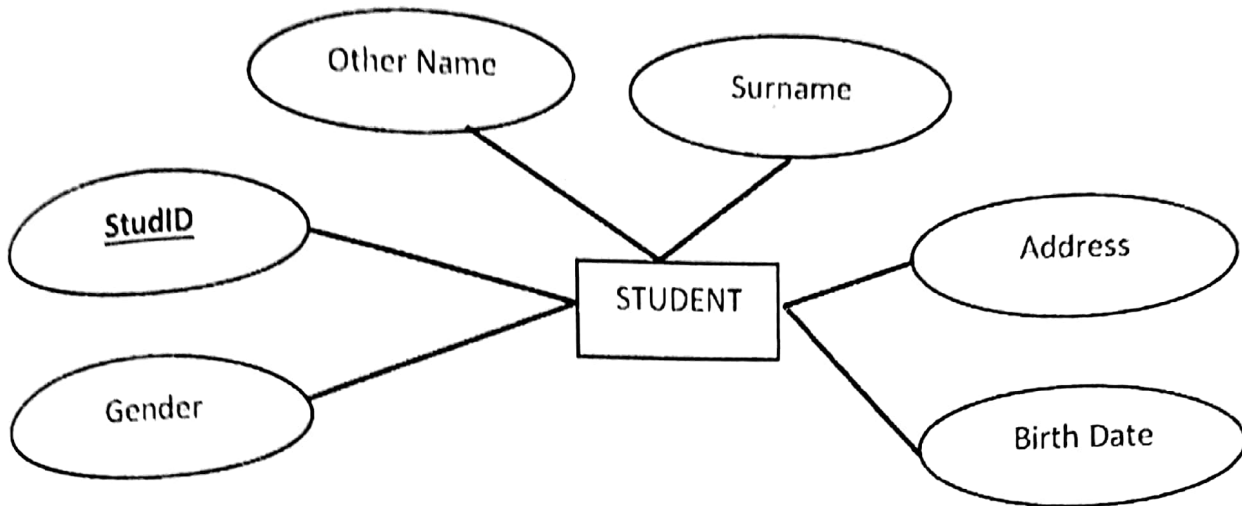 Other Name
Surname
StudID
Address
STUDENT
Gender
Birth Date